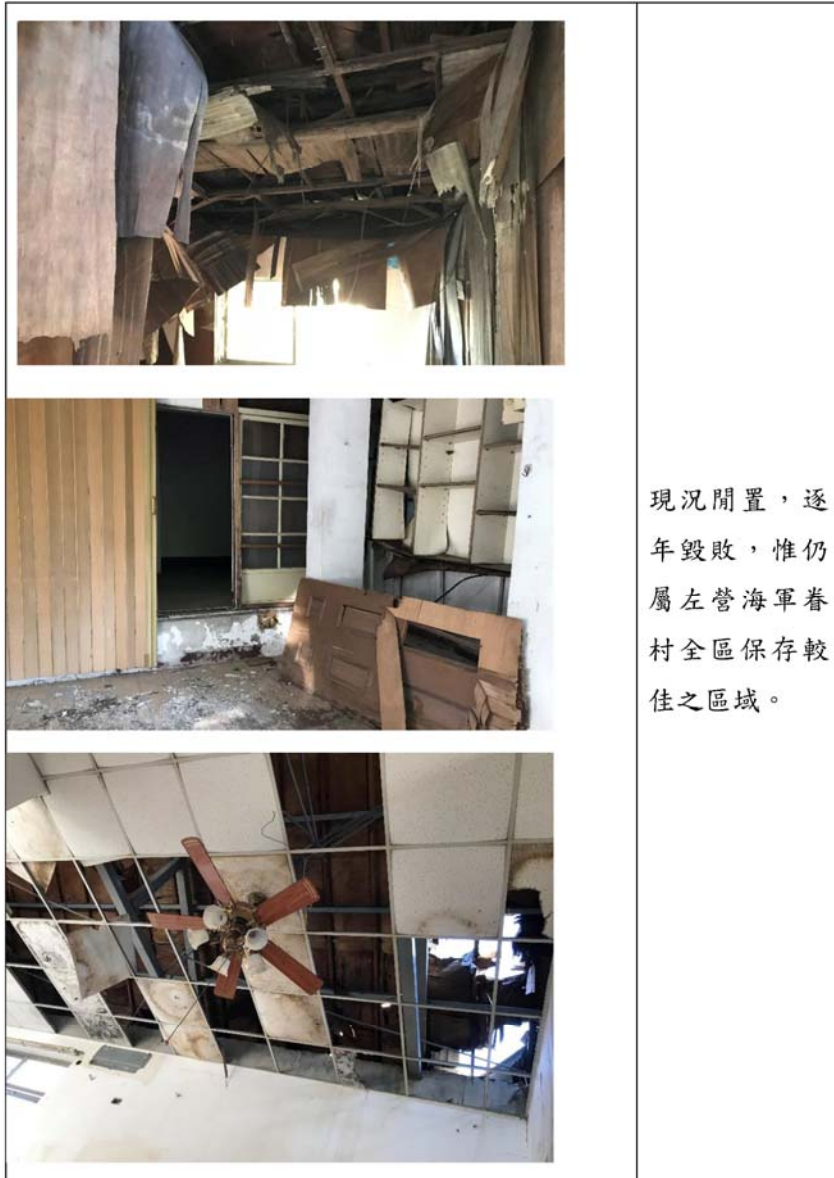 現況閒置，逐
年毀敗，惟仍
屬左營海軍眷
村全區保存較
佳之區域。